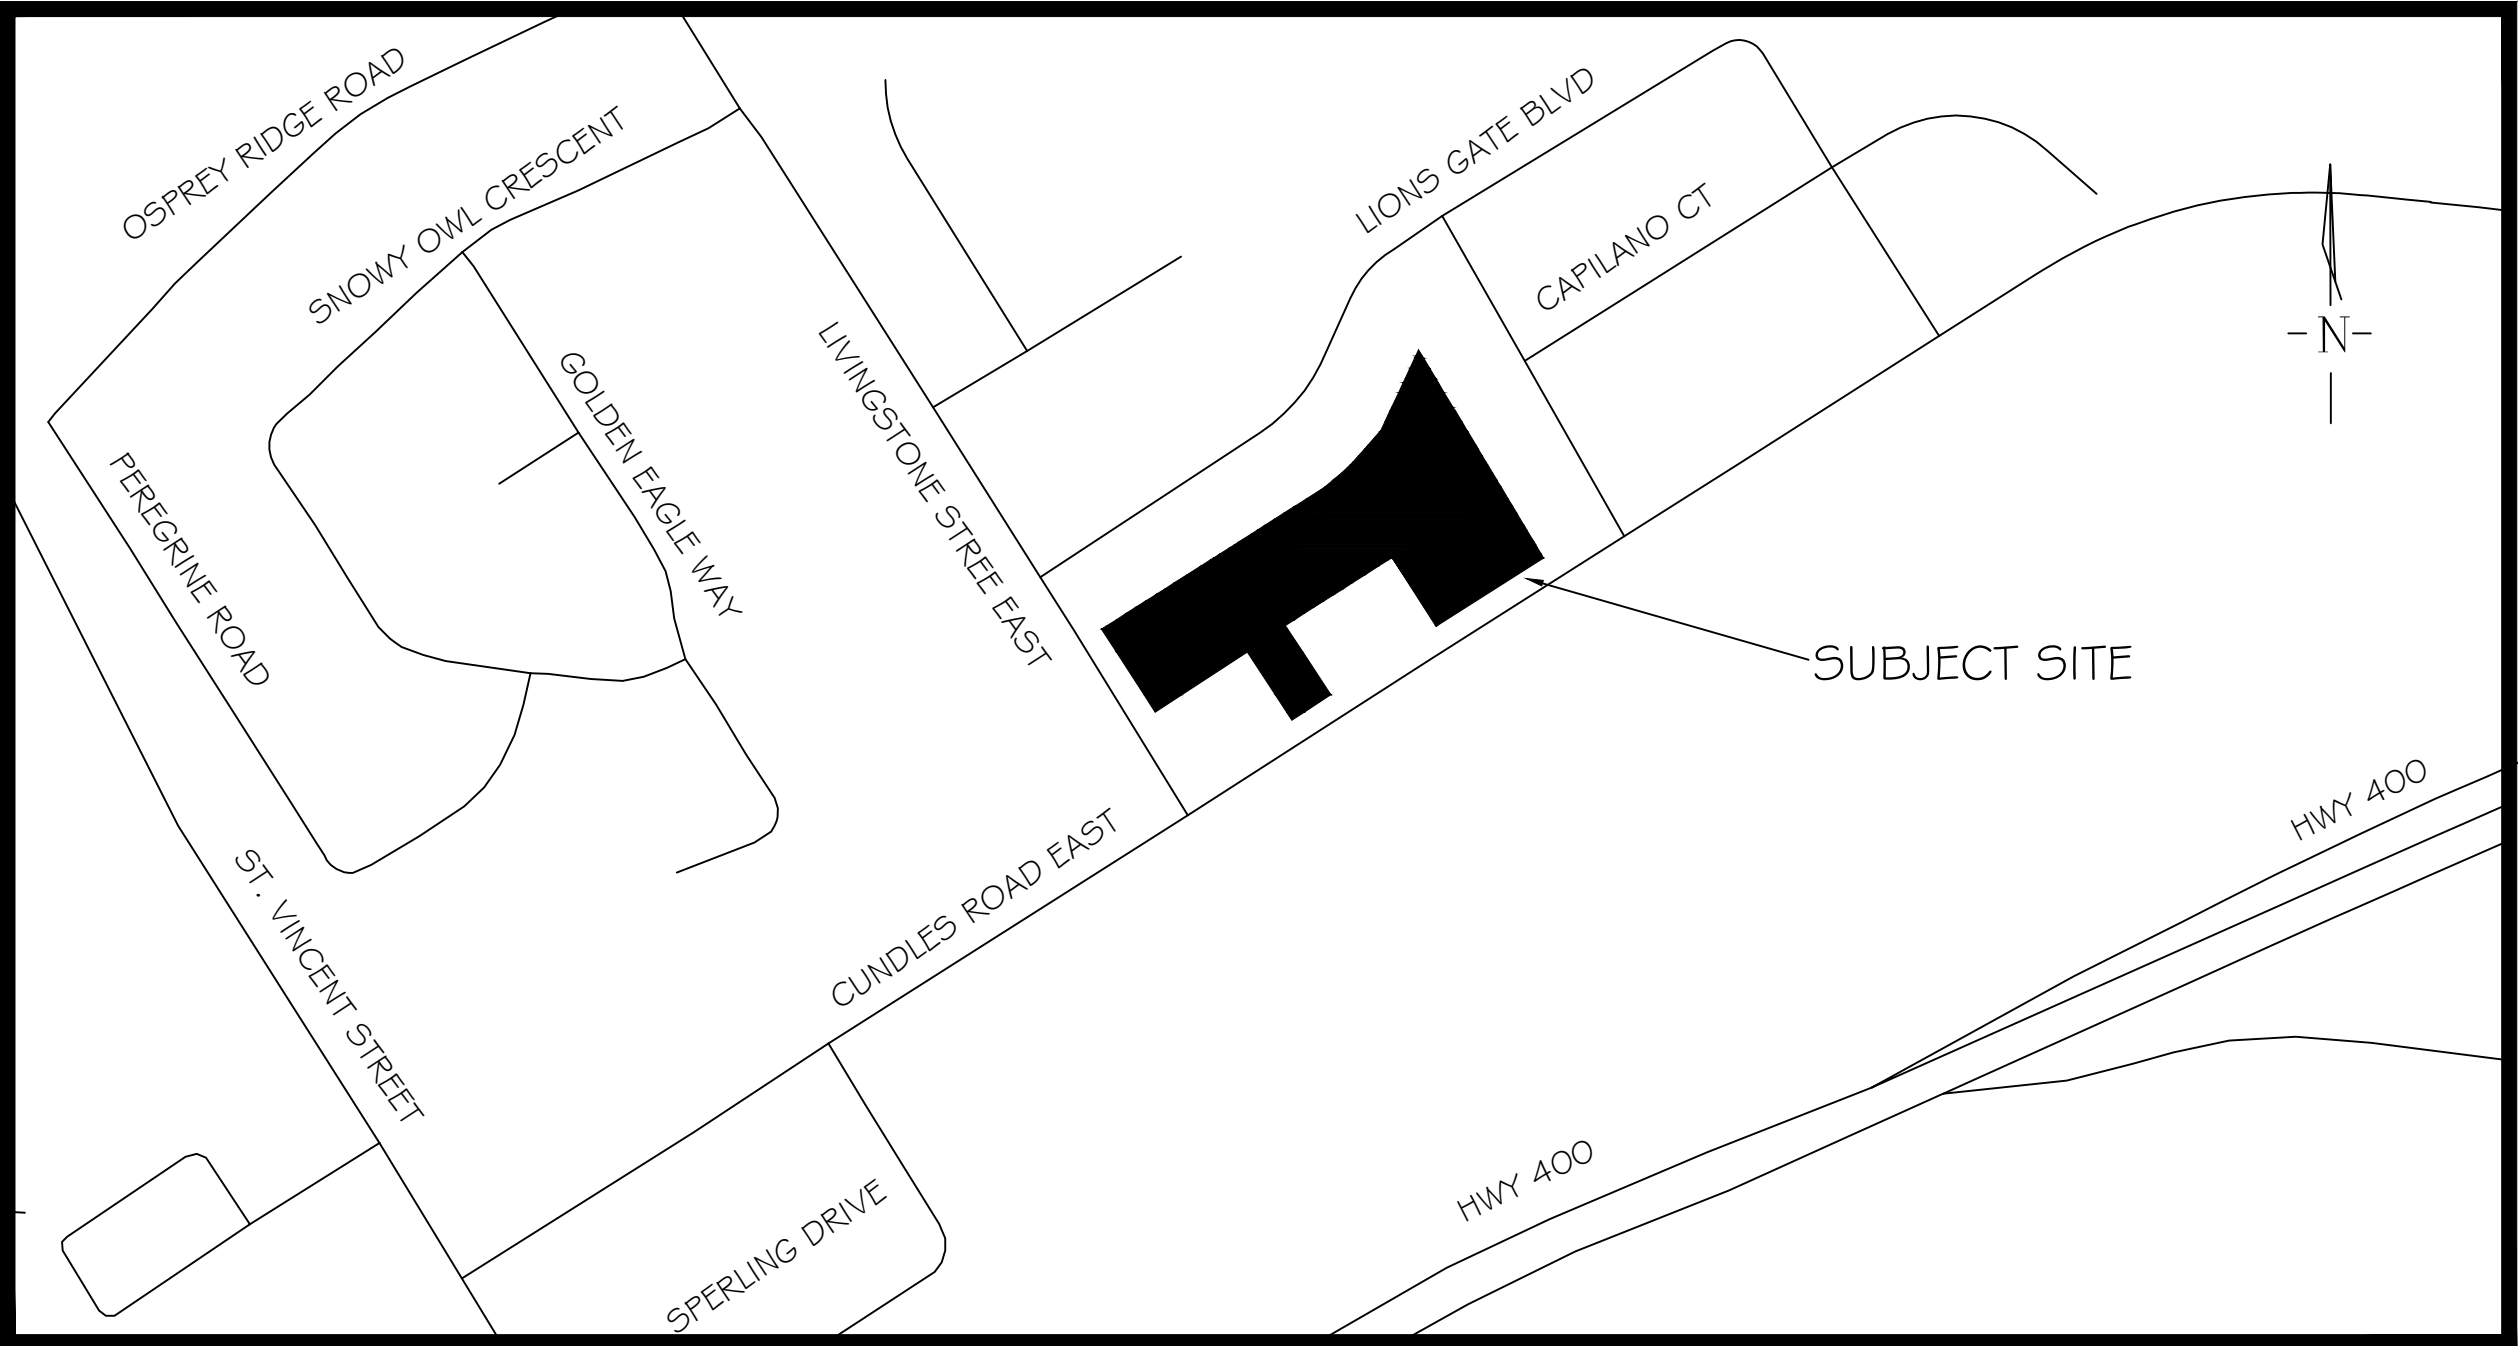 OSPREY RIDGE ROAD
SNOWY OWL CRESCENT
LIONS GATE BLVD
CAPILANO CT
N
GOLDEN EAGLE WAY
LIVINGSTONE STREE EAST
PEREGRINE ROAD
SUBJECT SITE
HWY 400
ST. VINCENT STREET
CUNDLES ROAD EAST
HWY 400
SPERLING DRIVE